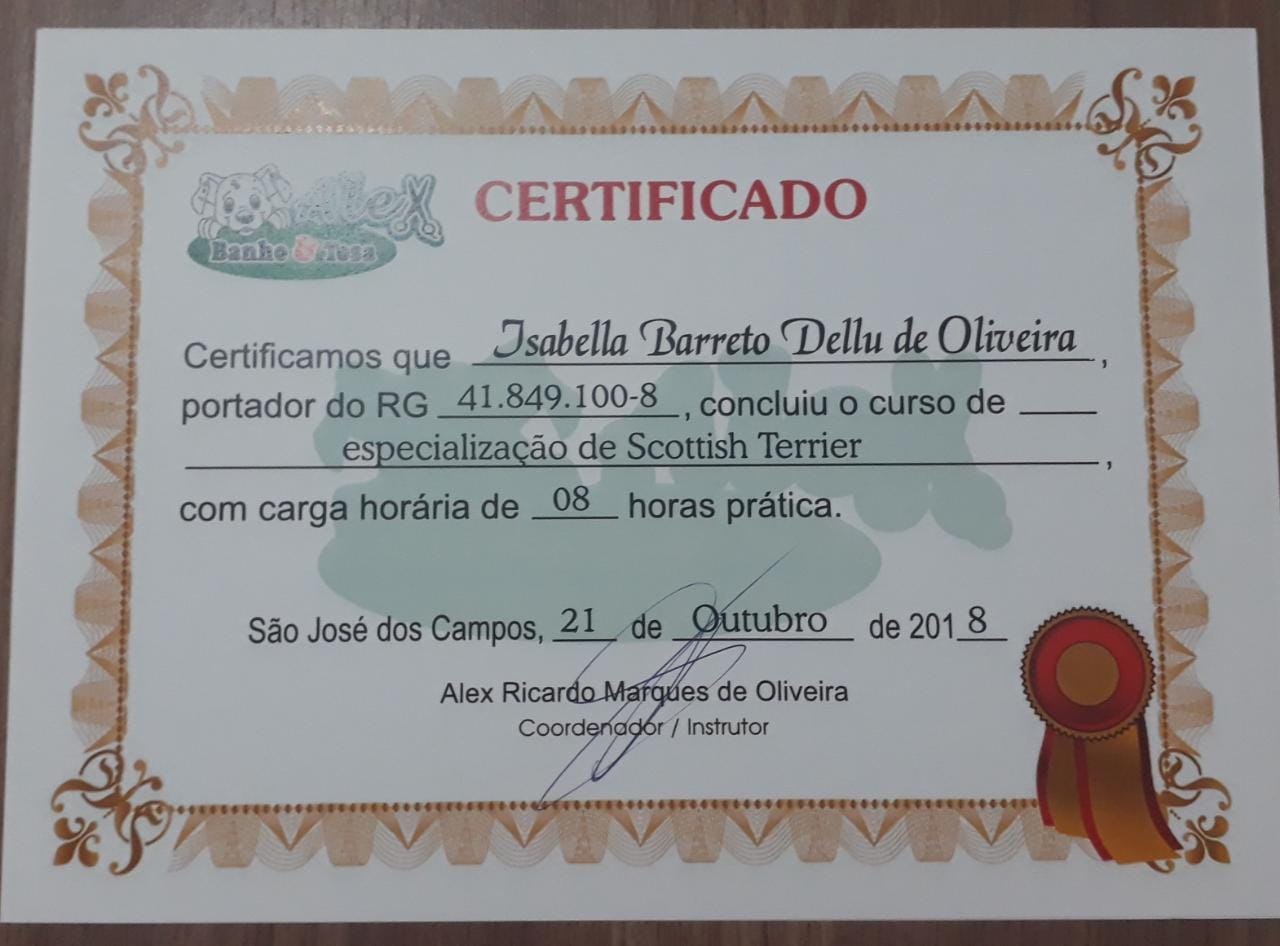 Alex
Banho & Tosa
CERTIFICADO
Certificamos que Isabella Barreto Dellu de Oliveira,
portador do RG 41.849.100-8, concluiu o curso de
especialização de Scottish Terrier,
com carga horária de 08 horas prática.
São José dos Campos, 21 de Outubro de 2018
Alex Ricardo Marques de Oliveira
Coordenador / Instrutor